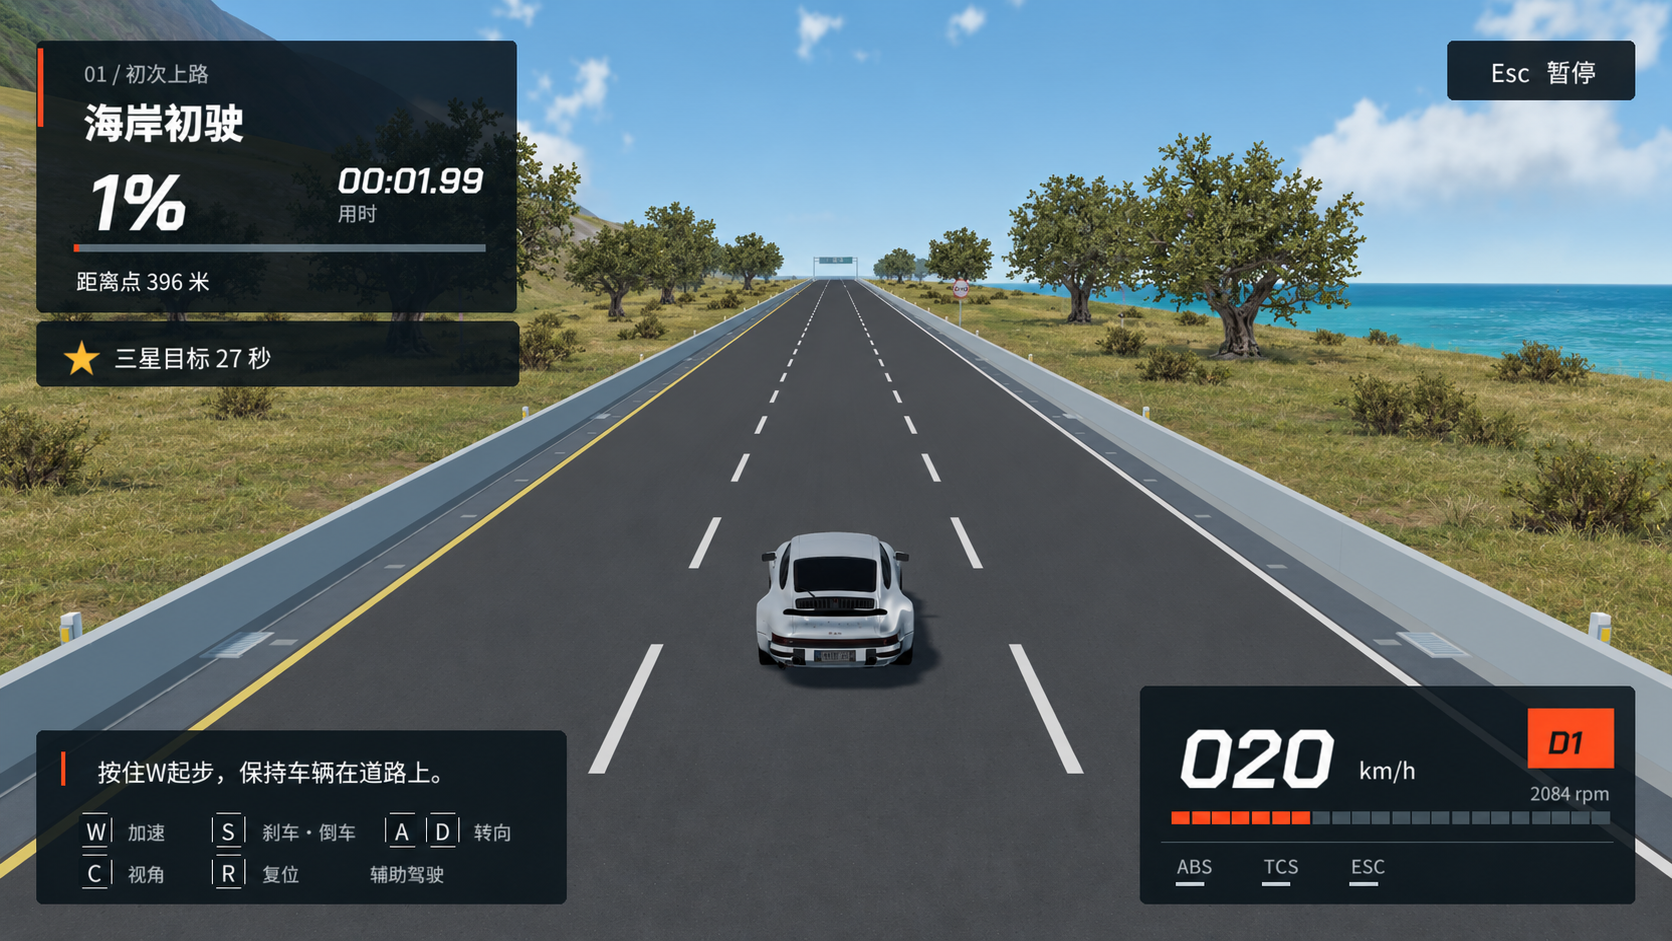 01 / 初次上路
海岸初驶
1%
00:01.99
用时
距离点 396 米
三星目标 27 秒
Esc 暂停
按住W起步，保持车辆在道路上。
W 加速 S 刹车·倒车 A D 转向
C 视角 R 复位 辅助驾驶
020 km/h
D1
2084 rpm
ABS TCS ESC